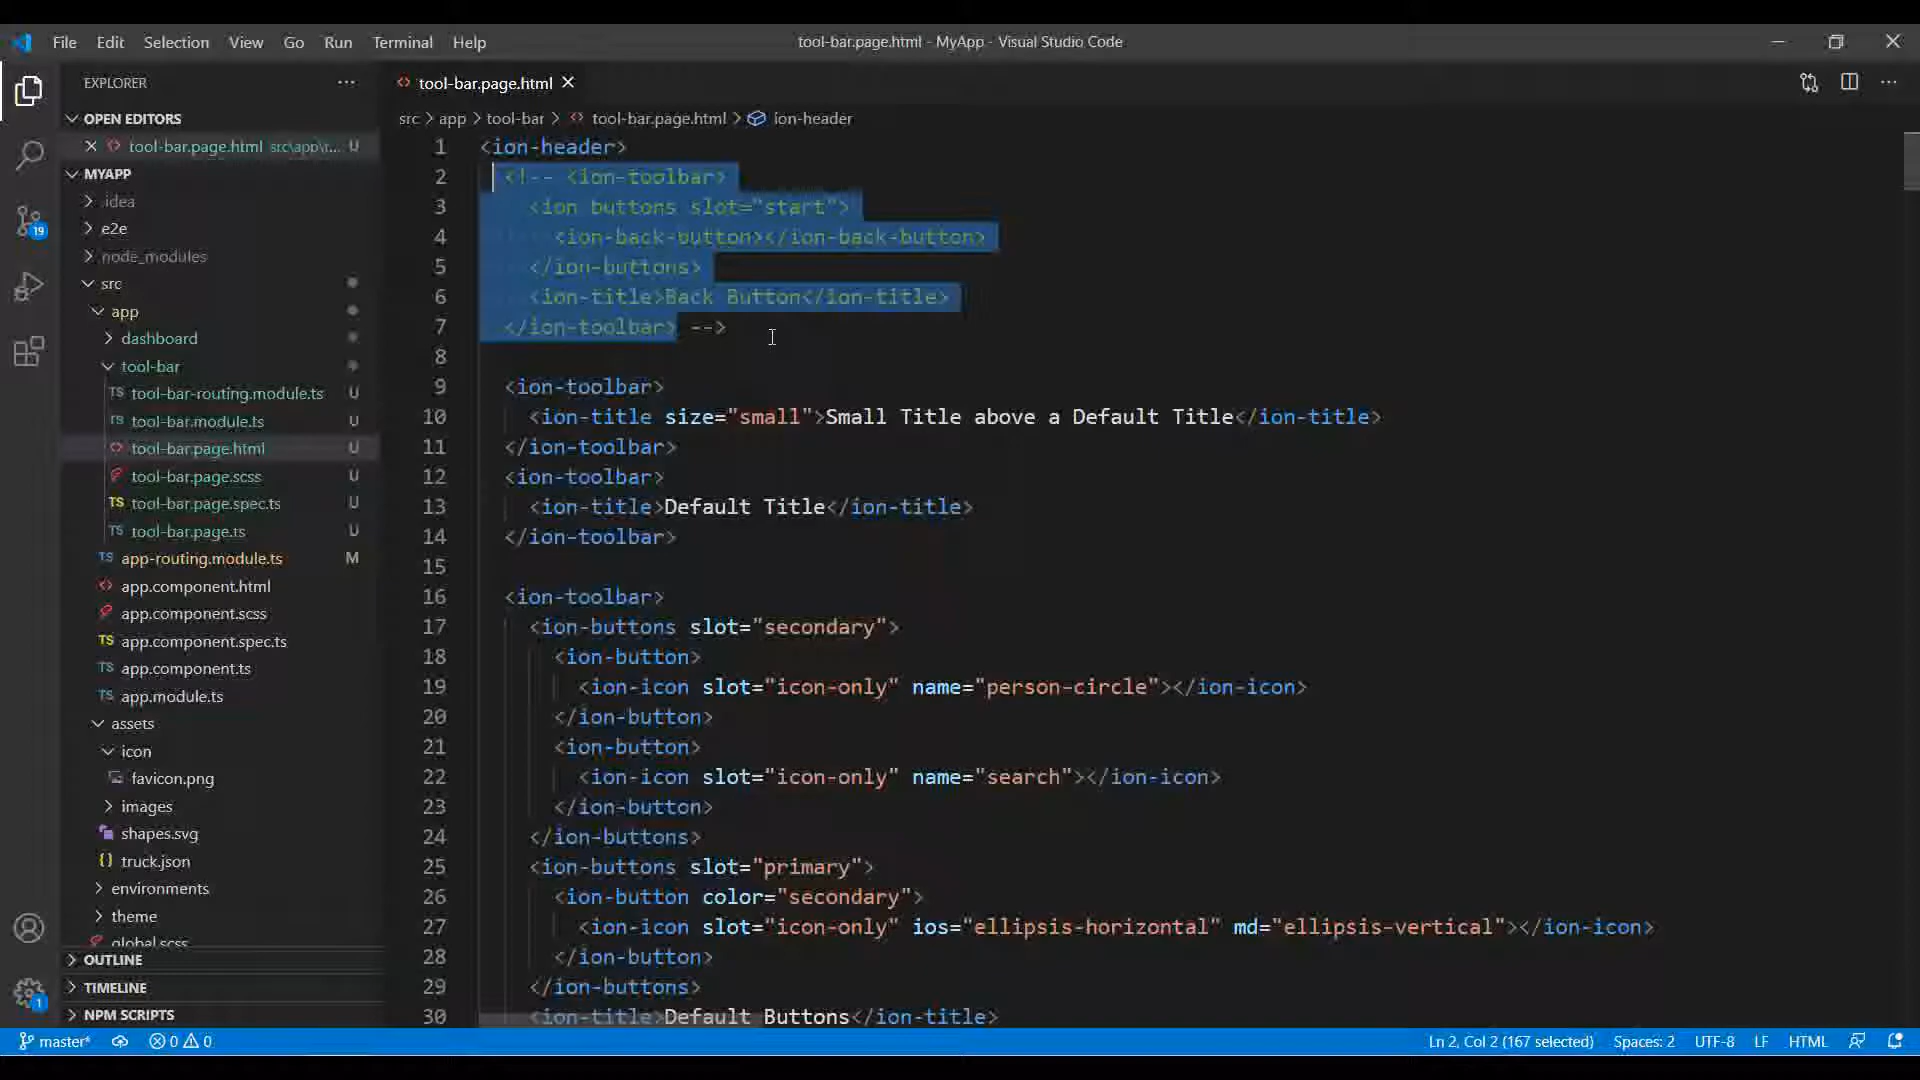 File Edit Selection View Go Run Terminal Help
tool-bar.page.html - MyApp - Visual Studio Code
EXPLORER
OPEN EDITORS
tool-bar.page.html src\app\t... U
MYAPP
.idea
e2e
node_modules
src
app
dashboard
tool-bar
tool-bar-routing.module.ts U
tool-bar.module.ts U
tool-bar.page.html U
tool-bar.page.scss U
tool-bar.page.spec.ts U
tool-bar.page.ts U
app-routing.module.ts M
app.component.html
app.component.scss
app.component.spec.ts
app.component.ts
app.module.ts
assets
icon
favicon.png
images
shapes.svg
truck.json
environments
theme
global.scss
OUTLINE
TIMELINE
NPM SCRIPTS
19
1
tool-bar.page.html
src > app > tool-bar > tool-bar.page.html > ion-header
1 <ion-header>
2 <!-- <ion-toolbar>
3 <ion buttons slot="start">
4 <ion-back-button></ion-back-button>
5 </ion-buttons>
6 <ion-title>Back Button</ion-title>
7 </ion-toolbar> -->
8
9 <ion-toolbar>
10 <ion-title size="small">Small Title above a Default Title</ion-title>
11 </ion-toolbar>
12 <ion-toolbar>
13 <ion-title>Default Title</ion-title>
14 </ion-toolbar>
15
16 <ion-toolbar>
17 <ion-buttons slot="secondary">
18 <ion-button>
19 <ion-icon slot="icon-only" name="person-circle"></ion-icon>
20 </ion-button>
21 <ion-button>
22 <ion-icon slot="icon-only" name="search"></ion-icon>
23 </ion-button>
24 </ion-buttons>
25 <ion-buttons slot="primary">
26 <ion-button color="secondary">
27 <ion-icon slot="icon-only" ios="ellipsis-horizontal" md="ellipsis-vertical"></ion-icon>
28 </ion-button>
29 </ion-buttons>
30 <ion-title>Default Buttons</ion-title>
master* 0 0 Ln 2, Col 2 (167 selected) Spaces: 2 UTF-8 LF HTML